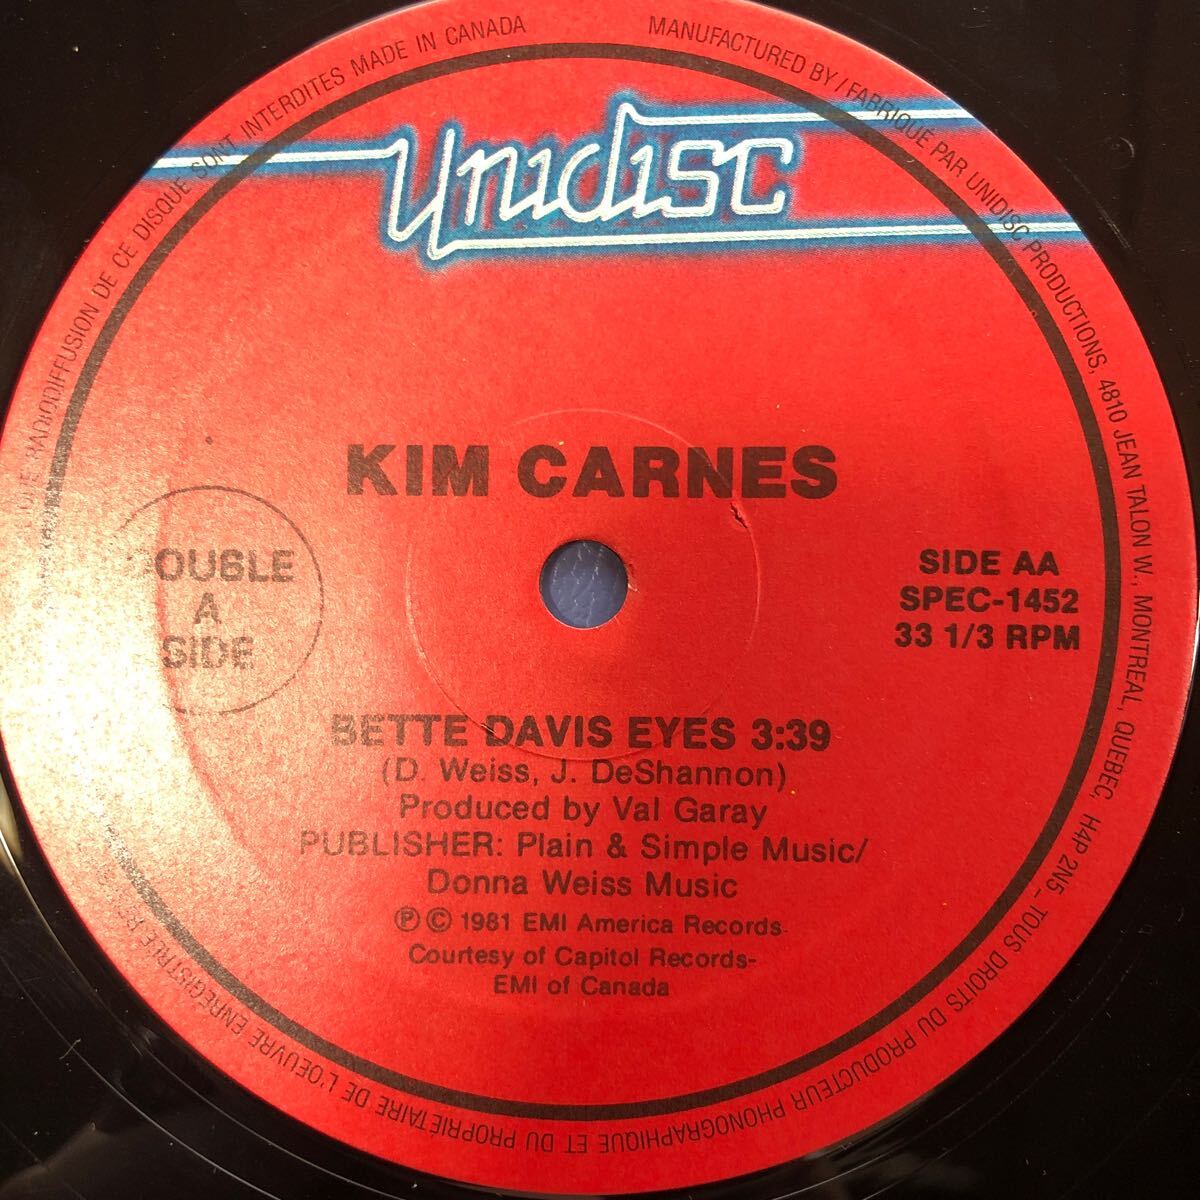 MADE IN CANADA
MANUFACTURED BY/FABRIQUE PAR UNIDISC PRODUCTIONS, 4810 JEAN TALON W., MONTREAL, QUEBEC, H4P 2N5_ TOUS DROITS DU PRODUCTEUR PHONOGRAPHIQUE ET DU PROPRIÉTAIRE DE L'OEUVRE ENREGISTRÉE
RADIODIFFUSION DE CE DISQUE SONT INTERDITES
Unidisc
KIM CARNES
DOUBLE
A
SIDE
SIDE AA
SPEC-1452
33 1/3 RPM
BETTE DAVIS EYES 3:39
(D. Weiss, J. DeShannon)
Produced by Val Garay
PUBLISHER: Plain & Simple Music/
Donna Weiss Music
℗ © 1981 EMI America Records
Courtesy of Capitol Records-
EMI of Canada